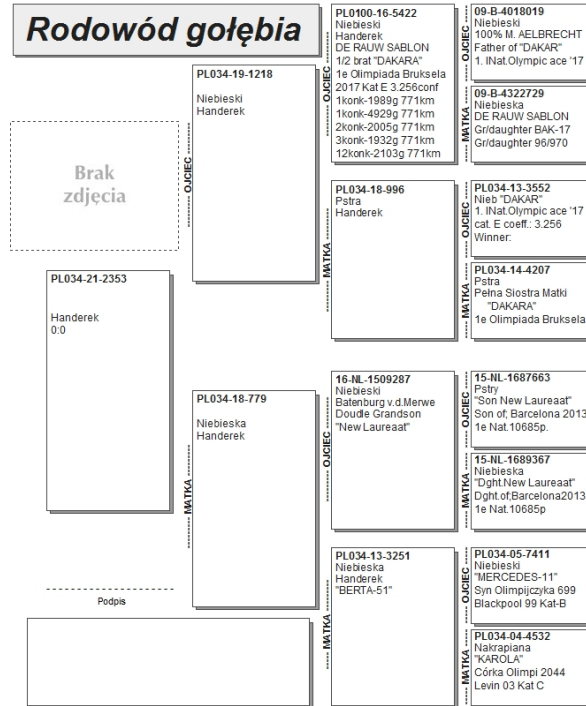 Rodowód gołębia
Brak
zdjęcia
PL034-21-2353
Handerek
0:0
Podpis
OJCIEC
PL034-19-1218
Niebieski
Handerek
MATKA
PL034-18-779
Niebieska
Handerek
OJCIEC
PL0100-16-5422
Niebieski
Handerek
DE RAUW SABLON
1/2 brat "DAKARA"
1e Olimpiada Bruksela
2017 Kat E 3.256conf
1konk-1989g 771km
1konk-4929g 771km
2konk-2005g 771km
3konk-1932g 771km
12konk-2103g 771km
MATKA
PL034-18-996
Pstra
Handerek
OJCIEC
16-NL-1509287
Niebieski
Batenburg v.d.Merwe
Doudle Grandson
"New Laureaat"
MATKA
PL034-13-3251
Niebieska
Handerek
"BERTA-51"
OJCIEC
09-B-4018019
Niebieski
100% M. AELBRECHT
Father of "DAKAR"
1. INat.Olympic ace '17
MATKA
09-B-4322729
Niebieska
DE RAUW SABLON
Gr/daughter BAK-17
Gr/daughter 96/970
OJCIEC
PL034-13-3552
Nieb "DAKAR"
1. INat.Olympic ace '17
cat. E coeff.: 3.256
Winner:
MATKA
PL034-14-4207
Pstra
Pełna Siostra Matki
"DAKARA"
1e Olimpiada Bruksela
OJCIEC
15-NL-1687663
Pstry
"Son New Laureaat"
Son of; Barcelona 2013
1e Nat.10685p.
MATKA
15-NL-1689367
Niebieska
"Dght.New Laureaat"
Dght.of;Barcelona2013
1e Nat.10685p
OJCIEC
PL034-05-7411
Niebieski
"MERCEDES-11"
Syn Olimpijczyka 699
Blackpool 99 Kat-B
MATKA
PL034-04-4532
Nakrapiana
"KAROLA"
Córka Olimpi 2044
Levin 03 Kat C